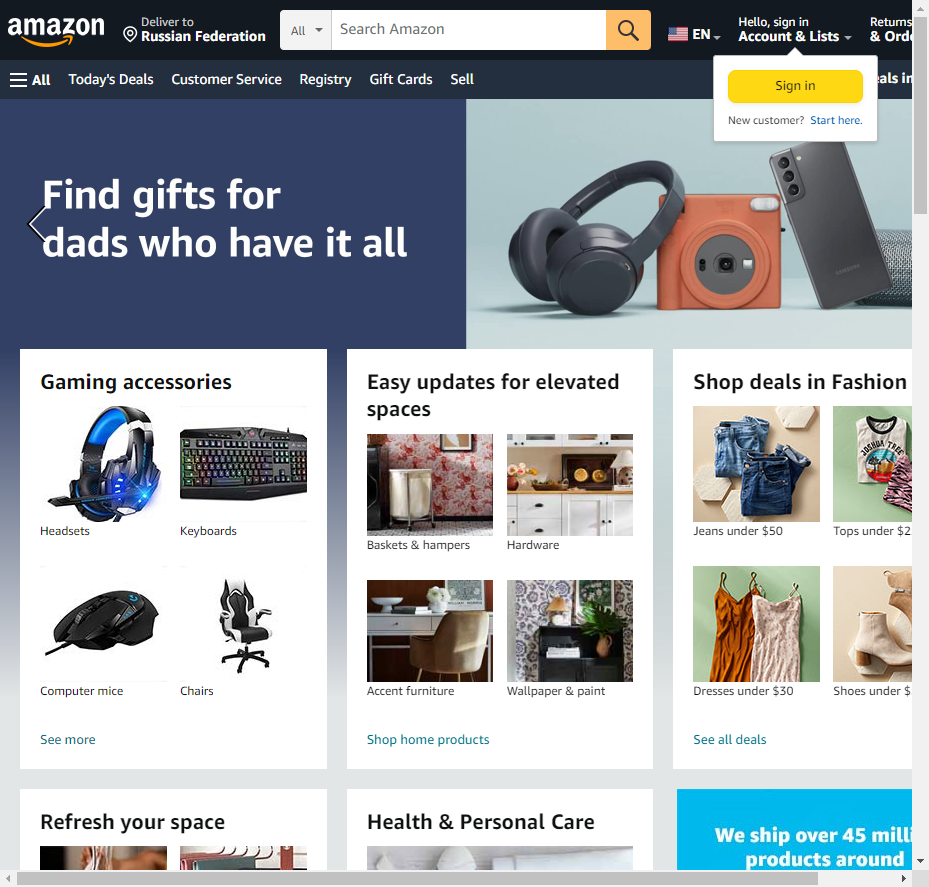 amazon
Deliver to
Russian Federation
All
Search Amazon
EN
Hello, sign in
Account & Lists
Returns
All
Today's Deals
Customer Service
Registry
Gift Cards
Sell
Sign in
New customer? Start here.
Find gifts for
dads who have it all
SAMSUNG
Gaming accessories
Headsets
Keyboards
Computer mice
Chairs
See more
Easy updates for elevated
spaces
Baskets & hampers
Hardware
Accent furniture
Wallpaper & paint
Shop home products
Shop deals in Fashion
JOSHUA TREE
Jeans under $50
Tops under $2
Dresses under $30
Shoes under $
See all deals
Refresh your space
Health & Personal Care
We ship over 45 milli
products around